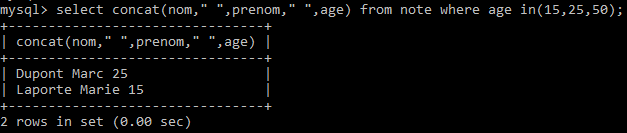 mysql> select concat(nom," ",prenom," ",age) from note where age in(15,25,50);
+--------------------------------+
| concat(nom," ",prenom," ",age) |
+--------------------------------+
| Dupont Marc 25                 |
| Laporte Marie 15               |
+--------------------------------+
2 rows in set (0.00 sec)